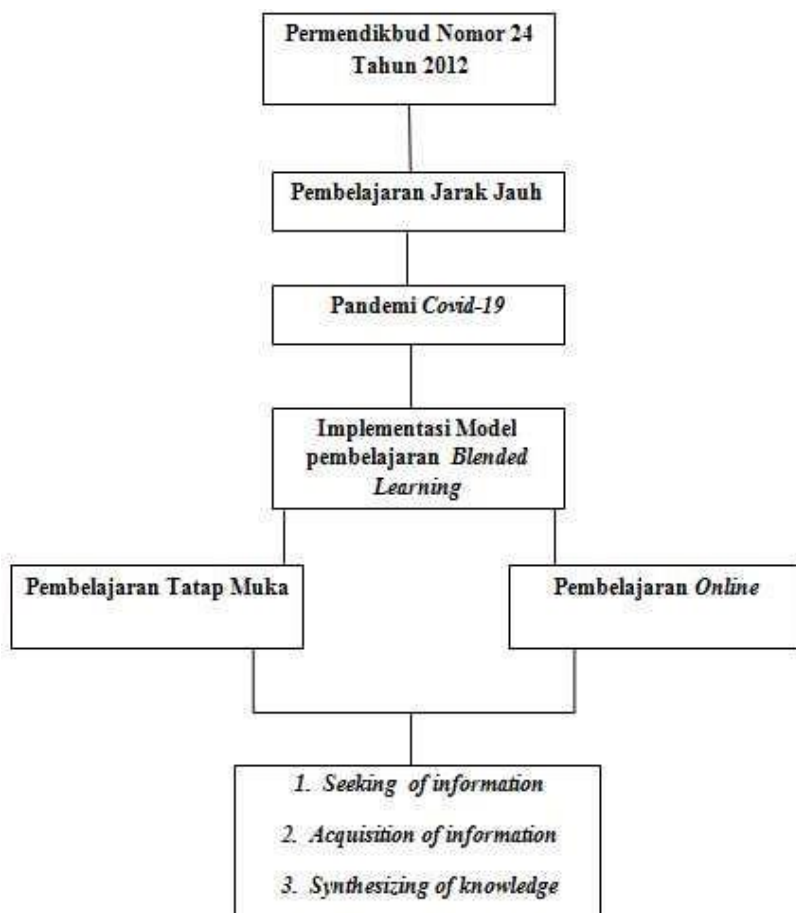 Permendikbud Nomor 24
Tahun 2012
Pembelajaran Jarak Jauh
Pandemi Covid-19
Implementasi Model
pembelajaran Blended
Learning
Pembelajaran Tatap Muka
Pembelajaran Online
1. Seeking of information
2. Acquisition of information
3. Synthesizing of knowledge